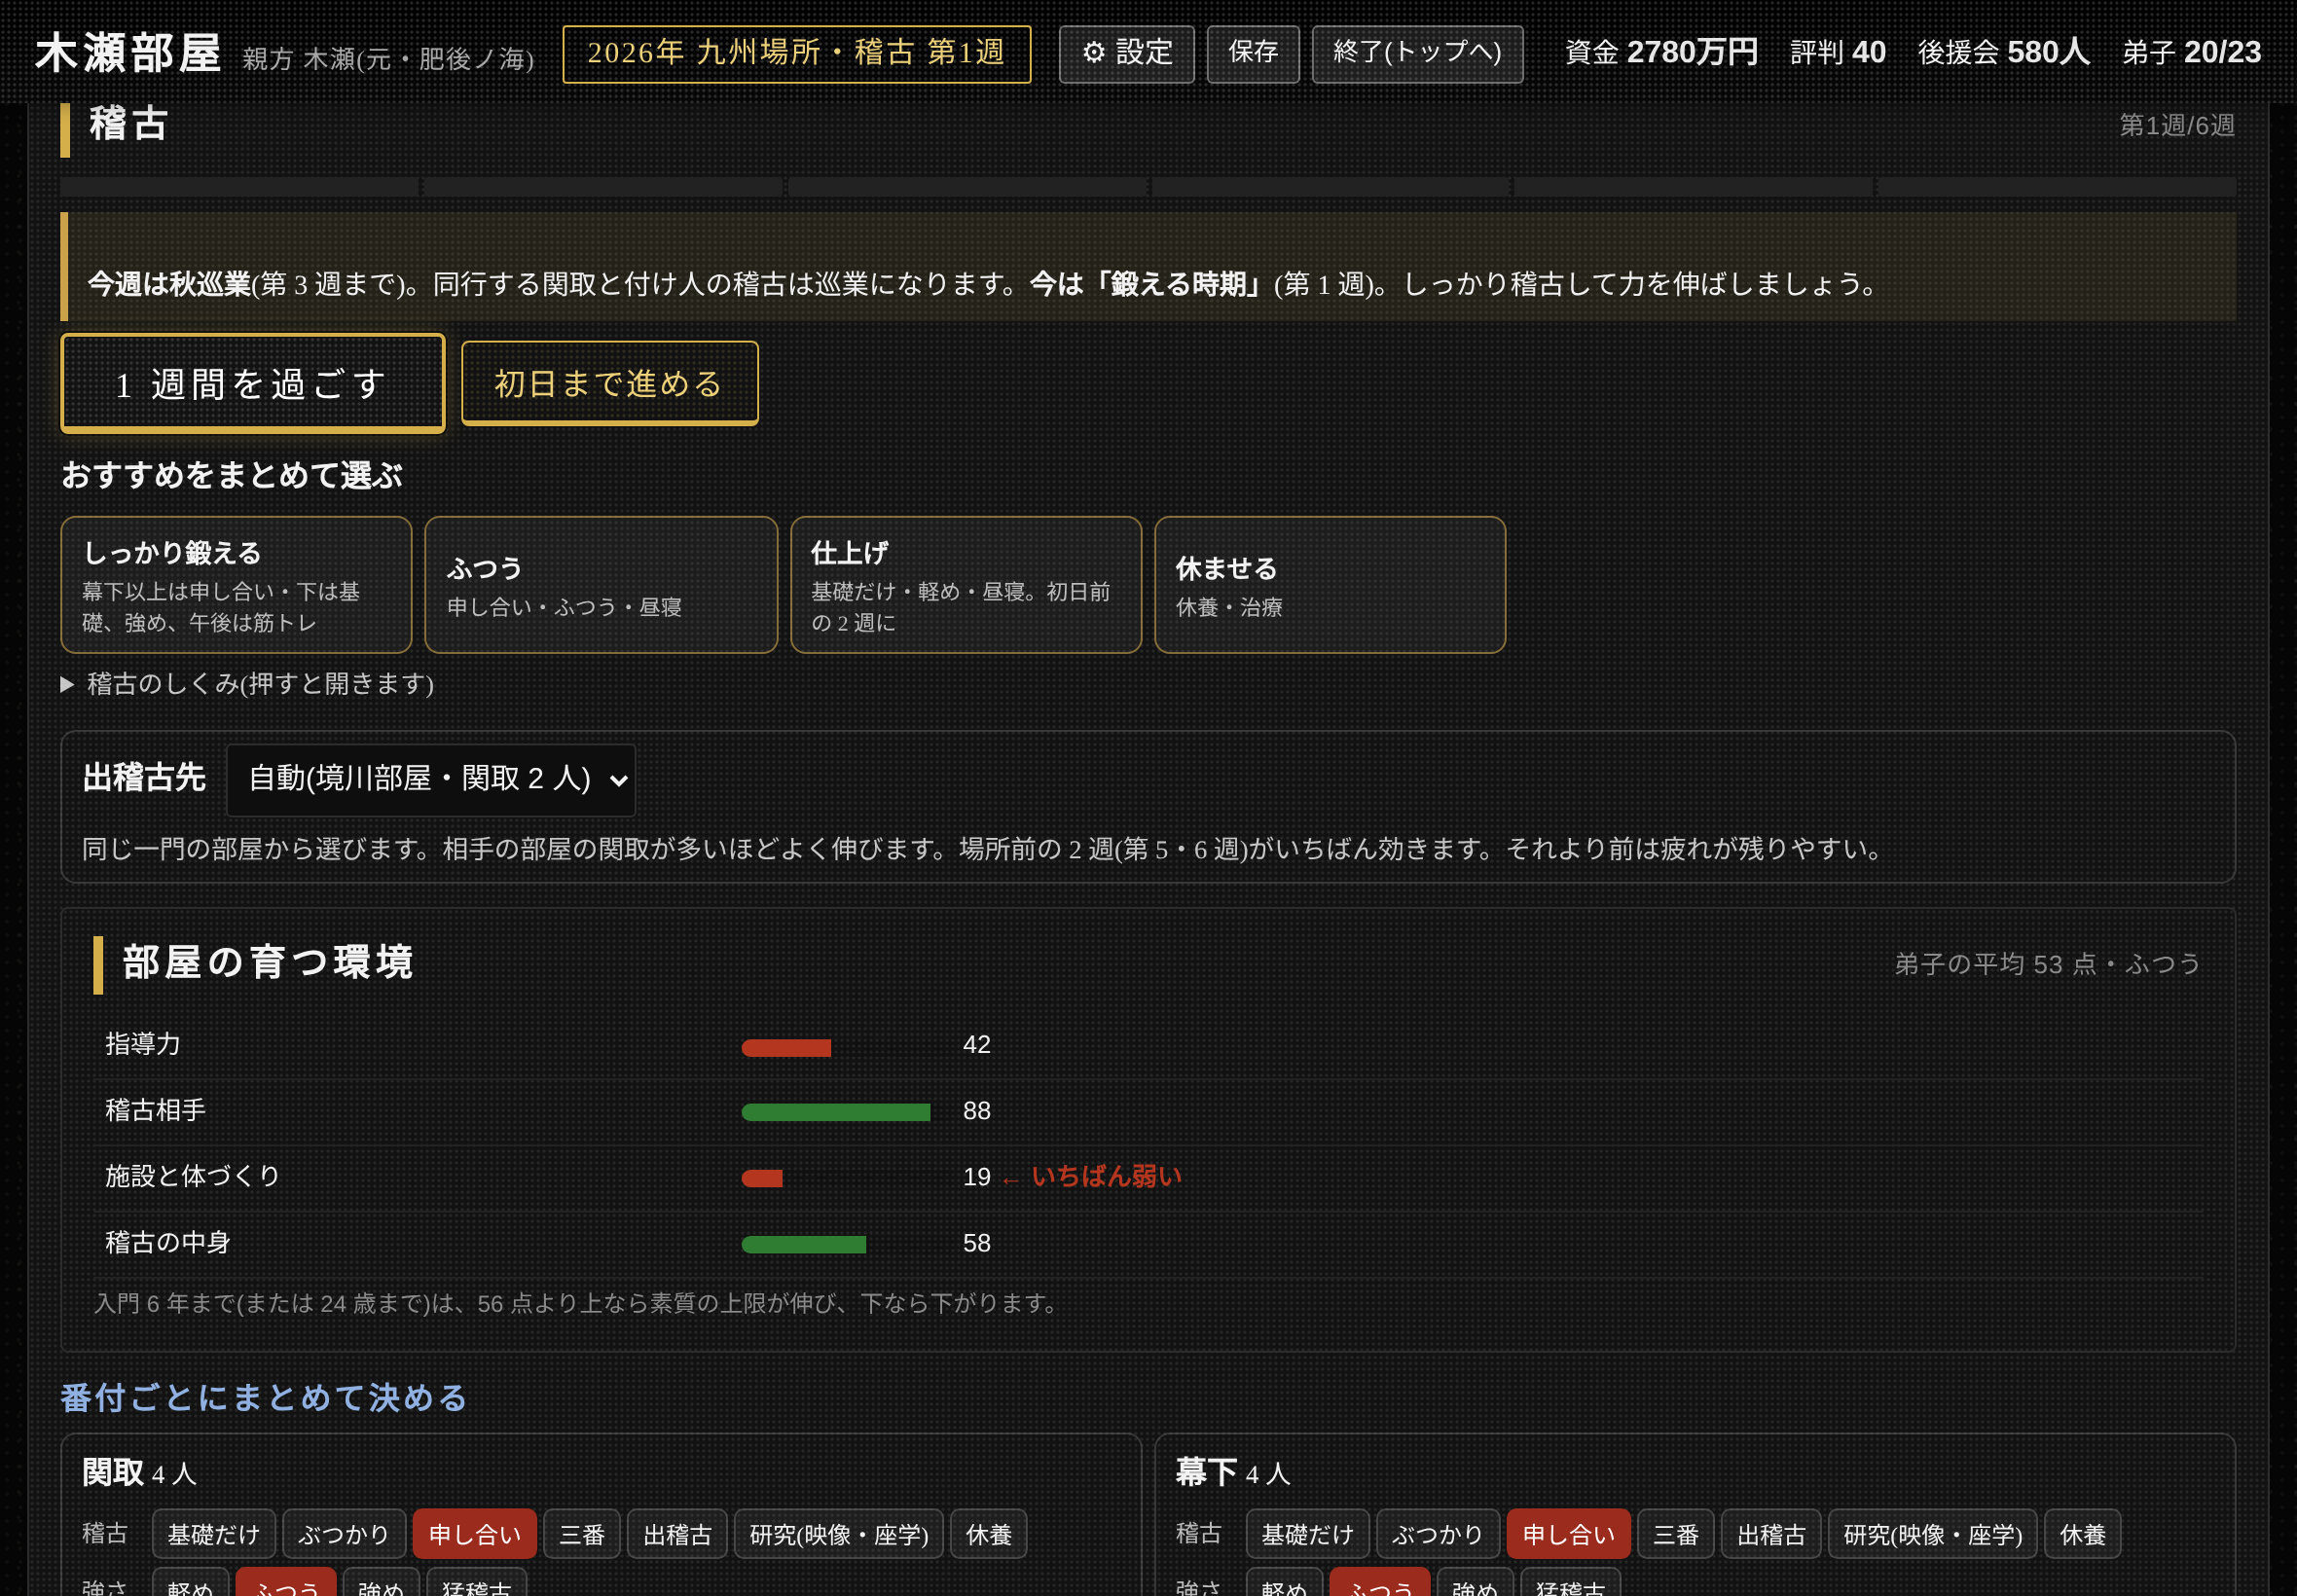 木瀬部屋 親方 木瀬(元・肥後ノ海) 2026年 九州場所・稽古 第1週 ⚙ 設定 保存 終了(トップへ) 資金 2780万円 評判 40 後援会 580人 弟子 20/23
稽古 第1週/6週
今週は秋巡業(第 3 週まで)。同行する関取と付け人の稽古は巡業になります。今は「鍛える時期」(第 1 週)。しっかり稽古して力を伸ばしましょう。
1 週間を過ごす 初日まで進める
おすすめをまとめて選ぶ
しっかり鍛える
幕下以上は申し合い・下は基
礎、強め、午後は筋トレ
ふつう
申し合い・ふつう・昼寝
仕上げ
基礎だけ・軽め・昼寝。初日前
の 2 週に
休ませる
休養・治療
▶ 稽古のしくみ(押すと開きます)
出稽古先 自動(境川部屋・関取 2 人)
同じ一門の部屋から選びます。相手の部屋の関取が多いほどよく伸びます。場所前の 2 週(第 5・6 週)がいちばん効きます。それより前は疲れが残りやすい。
部屋の育つ環境 弟子の平均 53 点・ふつう
指導力 42
稽古相手 88
施設と体づくり 19 ← いちばん弱い
稽古の中身 58
入門 6 年まで(または 24 歳まで)は、56 点より上なら素質の上限が伸び、下なら下がります。
番付ごとにまとめて決める
関取 4 人
稽古 基礎だけ ぶつかり 申し合い 三番 出稽古 研究(映像・座学) 休養
強さ 軽め ふつう 強め 猛稽古
幕下 4 人
稽古 基礎だけ ぶつかり 申し合い 三番 出稽古 研究(映像・座学) 休養
強さ 軽め ふつう 強め 猛稽古